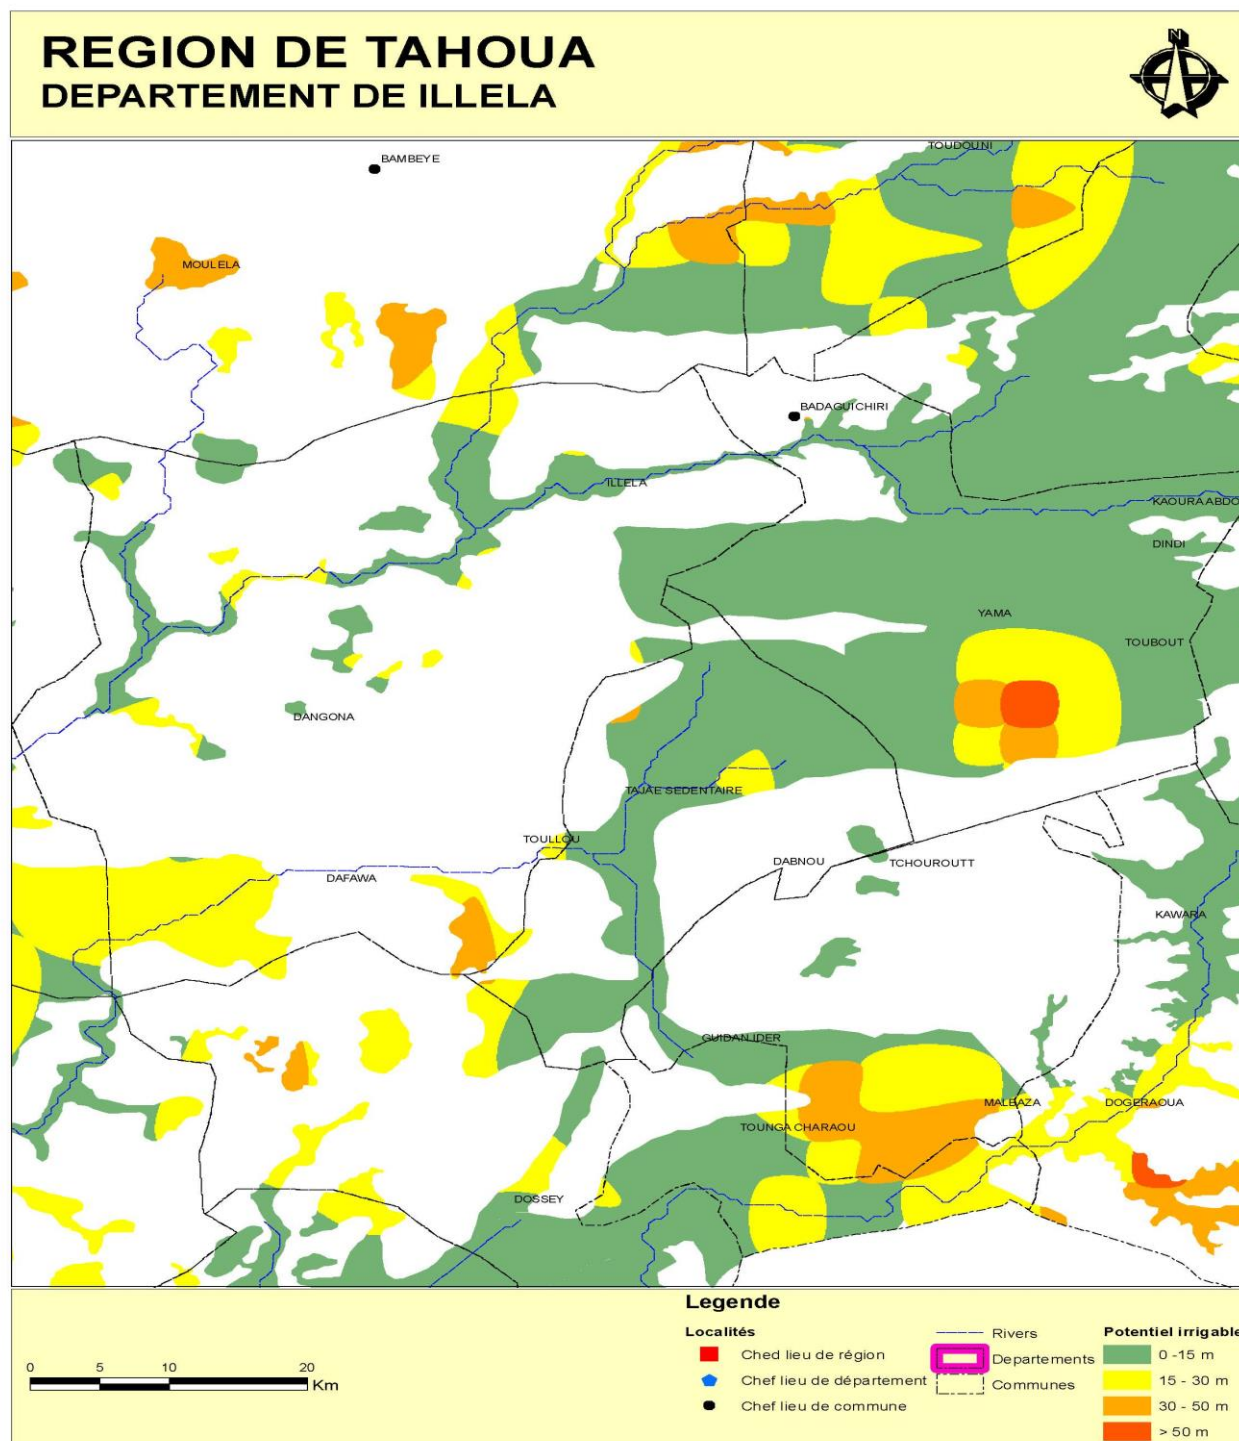 REGION DE TAHOUA
DEPARTEMENT DE ILLELA
N
TOUDOUNI
BAMBEYE
MOULELA
BADAGUICHIRI
ILLELA
KAOURA ABDO
DINDI
YAMA
TOUBOUT
DANGONA
TAJAE SEDENTAIRE
TOULLOU
DABNOU
TCHOUROUTT
DAFAWA
KAWARA
GUIDAN IDER
MALBAZA
DOGERAOUA
TOUNGA CHARAOU
DOSSEY
Legende
Localités
Ched lieu de région
Chef lieu de département
Chef lieu de commune
Rivers
Departements
Communes
Potentiel irrigable
0 -15 m
15 - 30 m
30 - 50 m
> 50 m
0 5 10 20
Km